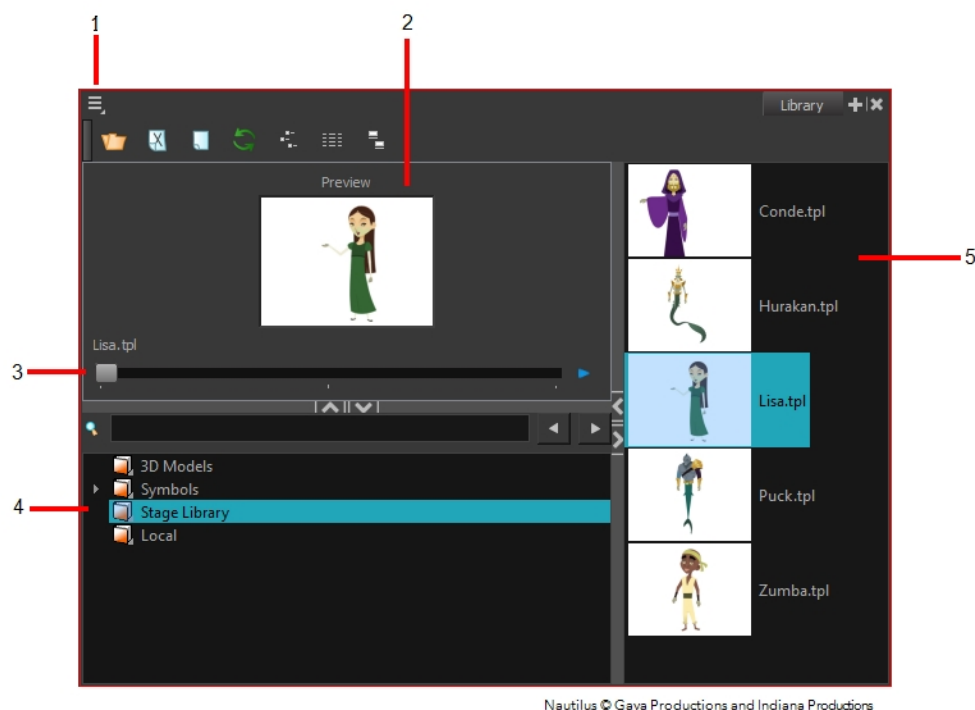 1
2
Library
Preview
Conde.tpl
5
Hurakan.tpl
Lisa.tpl
3
Lisa.tpl
3D Models
Symbols
Puck.tpl
4
Stage Library
Local
Zumba.tpl
Nautilus © Gaya Productions and Indiana Productions